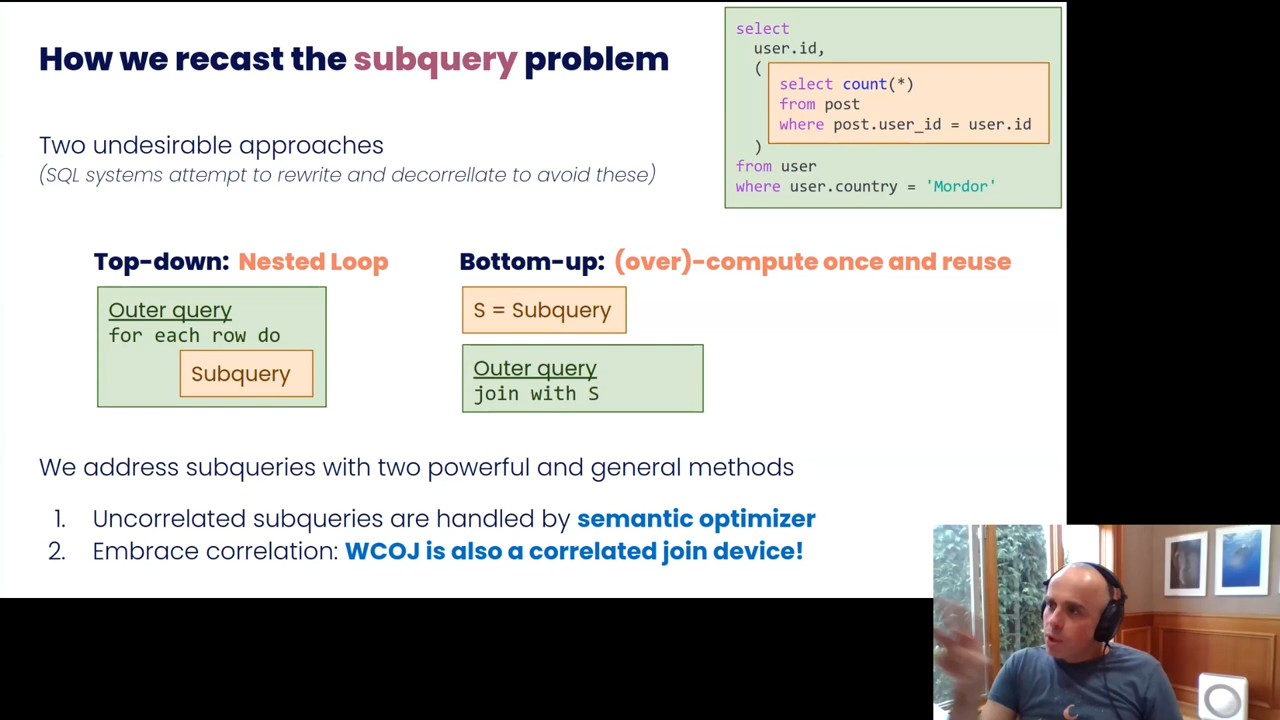 How we recast the subquery problem
Two undesirable approaches
(SQL systems attempt to rewrite and decorrellate to avoid these)
select
user.id,
(
select count(*)
from post
where post.user_id = user.id
)
from user
where user.country = 'Mordor'
Top-down: Nested Loop
Outer query
for each row do
Subquery
Bottom-up: (over)-compute once and reuse
S = Subquery
Outer query
join with S
We address subqueries with two powerful and general methods
1. Uncorrelated subqueries are handled by semantic optimizer
2. Embrace correlation: WCOJ is also a correlated join device!